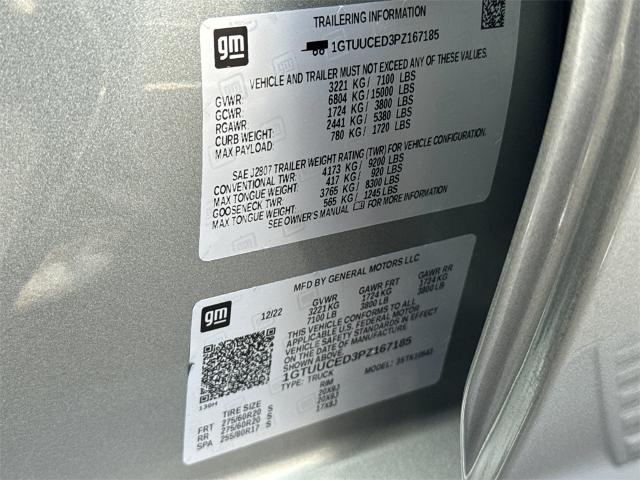 gm
TRAILERING INFORMATION
1GTUUCED3PZ167185
VEHICLE AND TRAILER MUST NOT EXCEED ANY OF THESE VALUES.
GVWR: 3221 KG / 7100 LBS
GCWR: 6804 KG / 15000 LBS
RGAWR: 1724 KG / 3800 LBS
CURB WEIGHT: 2441 KG / 5380 LBS
MAX PAYLOAD: 780 KG / 1720 LBS
SAE J2807 TRAILER WEIGHT RATING (TWR) FOR VEHICLE CONFIGURATION.
CONVENTIONAL TWR: 4173 KG / 9200 LBS
MAX TONGUE WEIGHT: 417 KG / 920 LBS
GOOSENECK TWR: 3765 KG / 8300 LBS
MAX TONGUE WEIGHT: 565 KG / 1245 LBS
SEE OWNER'S MANUAL FOR MORE INFORMATION
gm
MFD BY GENERAL MOTORS LLC
12/22
GVWR GAWR FRT GAWR RR
3221 KG 1724 KG 1724 KG
7100 LB 3800 LB 3800 LB
THIS VEHICLE CONFORMS TO ALL
APPLICABLE U.S. FEDERAL MOTOR
VEHICLE SAFETY STANDARDS IN EFFECT
ON THE DATE OF MANUFACTURE
SHOWN ABOVE.
1GTUUCED3PZ167185
TYPE: TRUCK MODEL:
139H
TIRE SIZE RIM
FRT 275/60R20 S 20X9J
RR 275/60R20 S 20X9J
SPA 255/80R17 S 17X8J